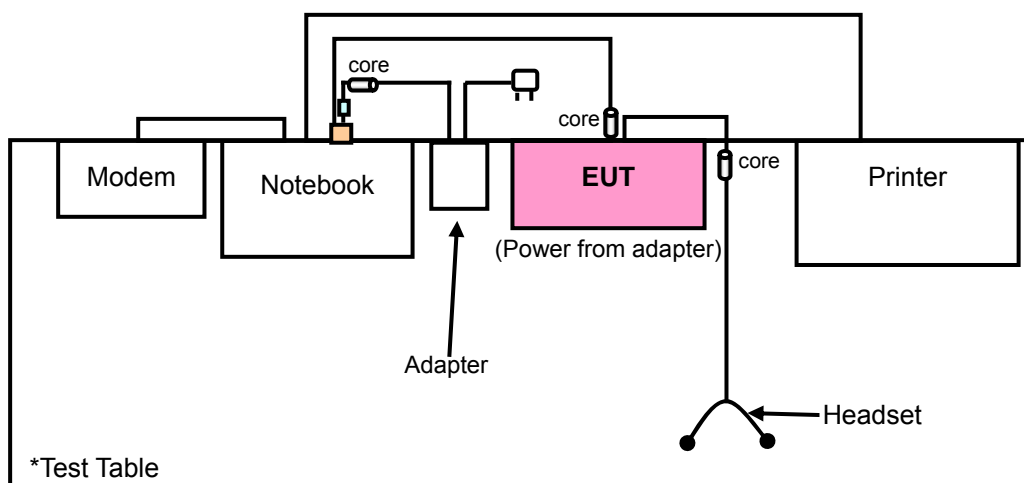 core
core
core
Modem
Notebook
EUT
Printer
(Power from adapter)
Adapter
Headset
*Test Table